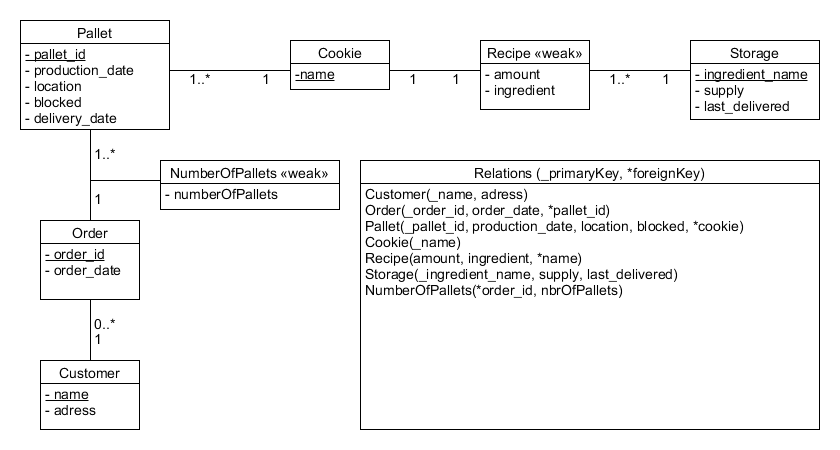 Pallet
- pallet_id
- production_date
- location
- blocked
- delivery_date
1..*
1
Cookie
-name
1
1
Recipe «weak»
- amount
- ingredient
1..*
1
Storage
- ingredient_name
- supply
- last_delivered
1..*
1
NumberOfPallets «weak»
- numberOfPallets
Order
- order_id
- order_date
0..*
1
Customer
- name
- adress
Relations (_primaryKey, *foreignKey)
Customer(_name, adress)
Order(_order_id, order_date, *pallet_id)
Pallet(_pallet_id, production_date, location, blocked, *cookie)
Cookie(_name)
Recipe(amount, ingredient, *name)
Storage(_ingredient_name, supply, last_delivered)
NumberOfPallets(*order_id, nbrOfPallets)